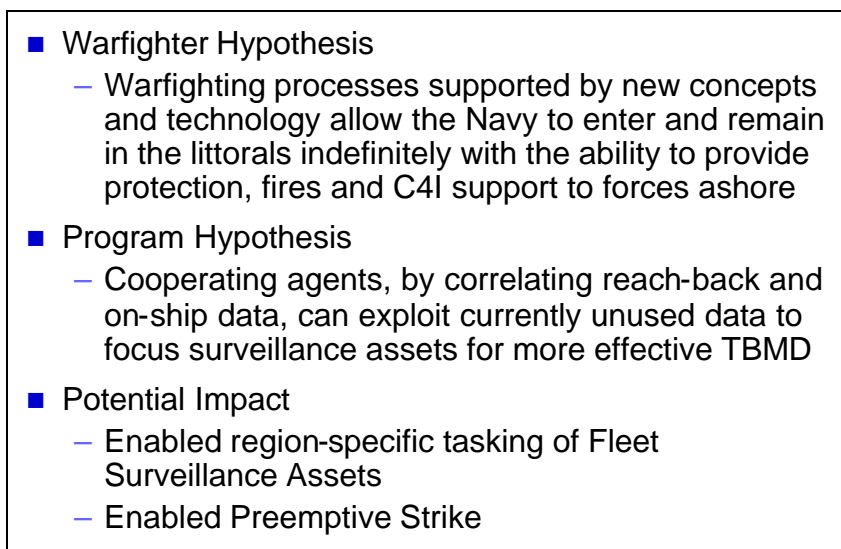 ■ Warfighter Hypothesis
– Warfighting processes supported by new concepts
and technology allow the Navy to enter and remain
in the littorals indefinitely with the ability to provide
protection, fires and C4I support to forces ashore
■ Program Hypothesis
– Cooperating agents, by correlating reach-back and
on-ship data, can exploit currently unused data to
focus surveillance assets for more effective TBMD
■ Potential Impact
– Enabled region-specific tasking of Fleet
Surveillance Assets
– Enabled Preemptive Strike